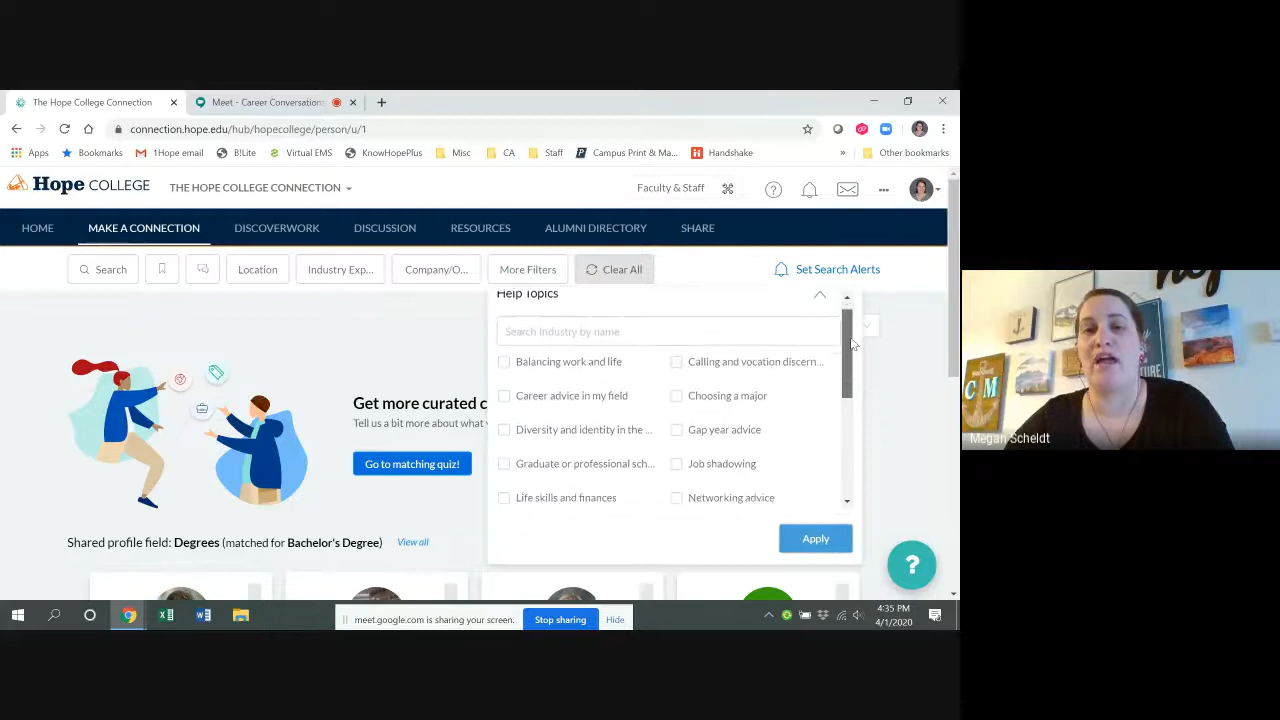 The Hope College Connection
Meet - Career Conversations
connection.hope.edu/hub/hopecollege/person/u/1
Apps Bookmarks 1Hope email B!Lite Virtual EMS KnowHopePlus Misc CA Staff Campus Print & Ma... Handshake » Other bookmarks
Hope COLLEGE THE HOPE COLLEGE CONNECTION Faculty & Staff
HOME MAKE A CONNECTION DISCOVERWORK DISCUSSION RESOURCES ALUMNI DIRECTORY SHARE
Search Location Industry Exp... Company/O... More Filters Clear All Set Search Alerts
Help Topics
Search Industry by name
Balancing work and life Calling and vocation discern...
Career advice in my field Choosing a major
Diversity and identity in the ... Gap year advice
Graduate or professional sch... Job shadowing
Life skills and finances Networking advice
Apply
Get more curated c
Tell us a bit more about what
Go to matching quiz!
Shared profile field: Degrees (matched for Bachelor's Degree) View all
?
meet.google.com is sharing your screen. Stop sharing Hide
4:35 PM
4/1/2020
C M
Megan Scheldt